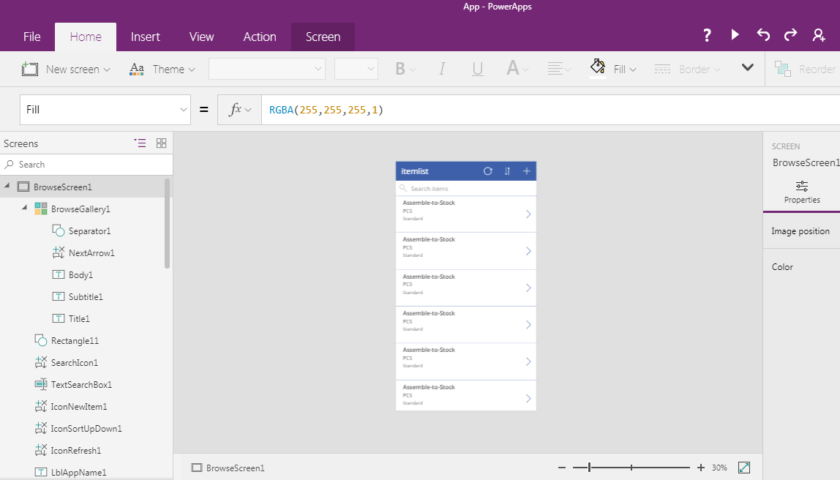 App - PowerApps
File Home Insert View Action Screen
New screen Theme B I U A Fill Border Reorder
Fill = fx RGBA(255,255,255,1)
Screens
Search
BrowseScreen1
BrowseGallery1
Separator1
NextArrow1
Body1
Subtitle1
Title1
Rectangle11
SearchIcon1
TextSearchBox1
IconNewItem1
IconSortUpDown1
IconRefresh1
LblAppName1
itemlist
Search items
Assemble-to-Stock
PCS
Standard
Assemble-to-Stock
PCS
Standard
Assemble-to-Stock
PCS
Standard
Assemble-to-Stock
PCS
Standard
Assemble-to-Stock
PCS
Standard
Assemble-to-Stock
PCS
Standard
BrowseScreen1
30%
SCREEN
BrowseScreen1
Properties
Image position
Color